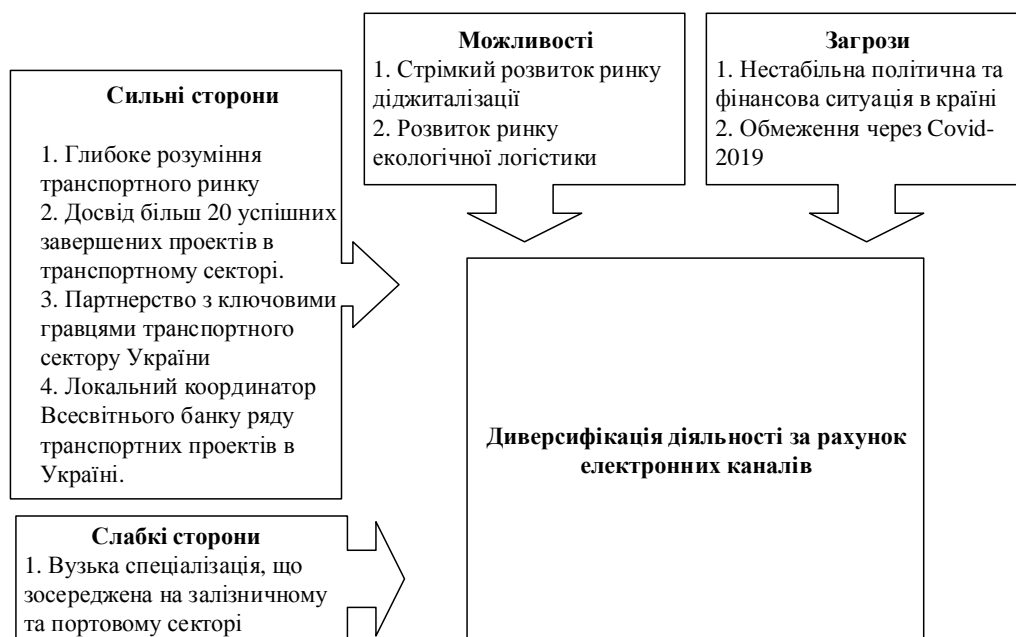 Можливості
1. Стрімкий розвиток ринку
діджиталізації
2. Розвиток ринку
екологічної логістики
Загрози
1. Нестабільна політична та
фінансова ситуація в країні
2. Обмеження через Covid-
2019
Сильні сторони
1. Глибоке розуміння
транспортного ринку
2. Досвід більш 20 успішних
завершених проектів в
транспортному секторі.
3. Партнерство з ключовими
гравцями транспортного
сектору України
4. Локальний координатор
Всесвітнього банку ряду
транспортних проектів в
Україні.
Диверсифікація діяльності за рахунок
електронних каналів
Слабкі сторони
1. Вузька спеціалізація, що
зосереджена на залізничному
та портовому секторі